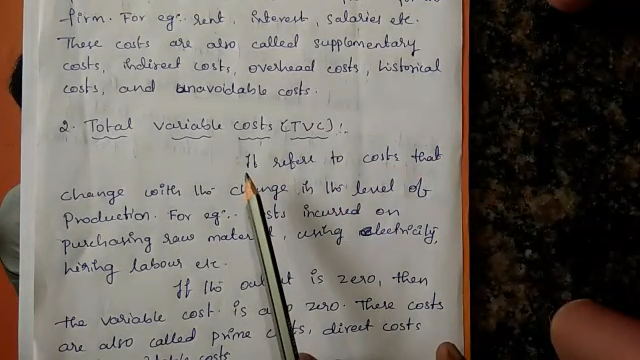 firm. For eg:- rent, interest, salaries etc.
These costs are also called supplementary
costs, indirect costs, overhead costs, historical
costs, and unavoidable costs.
2. Total variable costs (TVC):-
It refers to costs that
change with the change in the level of
production. For eg:- incurred on
purchasing raw, using electricity,
hiring labour etc.
If the is zero, then
the variable cost is zero. These costs
are also called prime, direct costs
costs